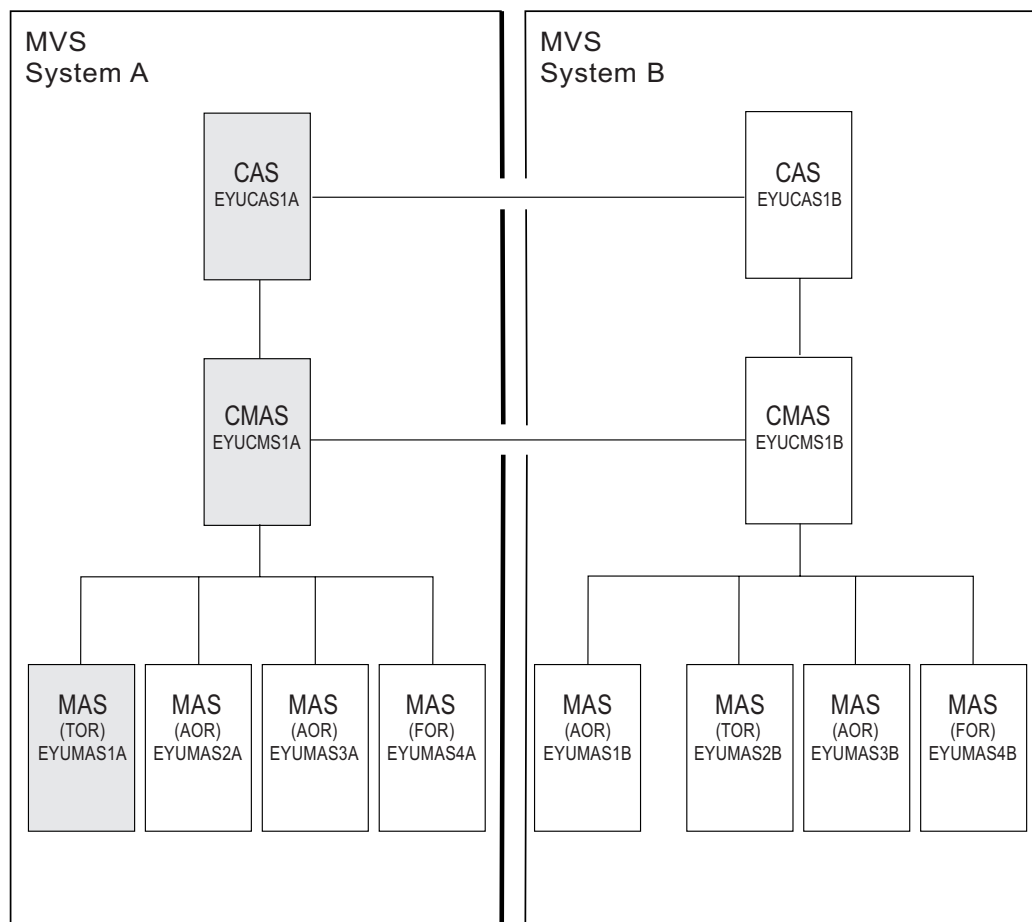 MVS
System A
MVS
System B
CAS
EYUCAS1A
CAS
EYUCAS1B
CMAS
EYUCMS1A
CMAS
EYUCMS1B
MAS
(TOR)
EYUMAS1A
MAS
(AOR)
EYUMAS2A
MAS
(AOR)
EYUMAS3A
MAS
(FOR)
EYUMAS4A
MAS
(AOR)
EYUMAS1B
MAS
(TOR)
EYUMAS2B
MAS
(AOR)
EYUMAS3B
MAS
(FOR)
EYUMAS4B